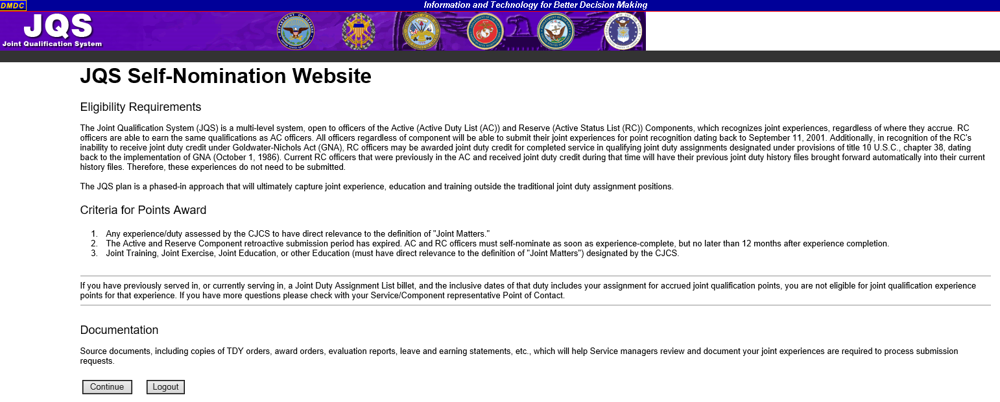 DMDC
Information and Technology for Better Decision Making
JQS
Joint Qualification System
JQS Self-Nomination Website
Eligibility Requirements
The Joint Qualification System (JQS) is a multi-level system, open to officers of the Active (Active Duty List (AC)) and Reserve (Active Status List (RC)) Components, which recognizes joint experiences, regardless of where they accrue. RC
officers are able to earn the same qualifications as AC officers. All officers regardless of component will be able to submit their joint experiences for point recognition dating back to September 11, 2001. Additionally, in recognition of the RC's
inability to receive joint duty credit under Goldwater-Nichols Act (GNA), RC officers may be awarded joint duty credit for completed service in qualifying joint duty assignments designated under provisions of title 10 U.S.C., chapter 38, dating
back to the implementation of GNA (October 1, 1986). Current RC officers that were previously in the AC and received joint duty credit during that time will have their previous joint duty history files brought forward automatically into their current
history files. Therefore, these experiences do not need to be submitted.
The JQS plan is a phased-in approach that will ultimately capture joint experience, education and training outside the traditional joint duty assignment positions.
Criteria for Points Award
1. Any experience/duty assessed by the CJCS to have direct relevance to the definition of "Joint Matters."
2. The Active and Reserve Component retroactive submission period has expired. AC and RC officers must self-nominate as soon as experience-complete, but no later than 12 months after experience completion.
3. Joint Training, Joint Exercise, Joint Education, or other Education (must have direct relevance to the definition of "Joint Matters") designated by the CJCS.
If you have previously served in, or currently serving in, a Joint Duty Assignment List billet, and the inclusive dates of that duty includes your assignment for accrued joint qualification points, you are not eligible for joint qualification experience
points for that experience. If you have more questions please check with your Service/Component representative Point of Contact.
Documentation
Source documents, including copies of TDY orders, award orders, evaluation reports, leave and earning statements, etc., which will help Service managers review and document your joint experiences are required to process submission
requests.
Continue Logout